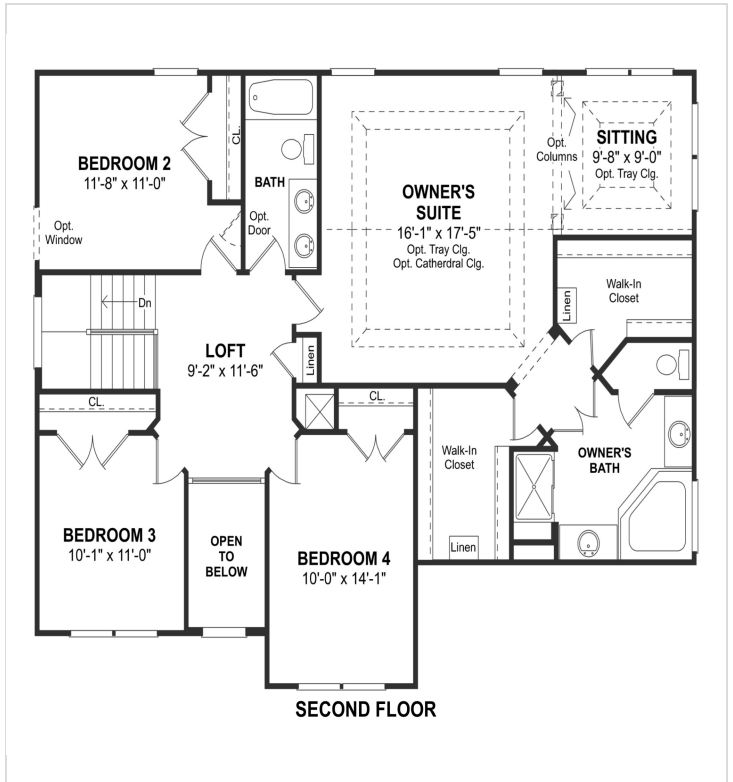 BEDROOM 2
11'-8" x 11'-0"
CL.
BATH
Opt.
Door
Opt.
Window
OWNER'S
SUITE
16'-1" x 17'-5"
Opt. Tray Clg.
Opt. Catherdral Clg.
Opt.
Columns
SITTING
9'-8" x 9'-0"
Opt. Tray Clg.
Linen
Walk-In
Closet
Dn
LOFT
9'-2" x 11'-6"
Linen
CL.
CL.
Walk-In
Closet
Linen
OWNER'S
BATH
BEDROOM 3
10'-1" x 11'-0"
OPEN
TO
BELOW
BEDROOM 4
10'-0" x 14'-1"
SECOND FLOOR